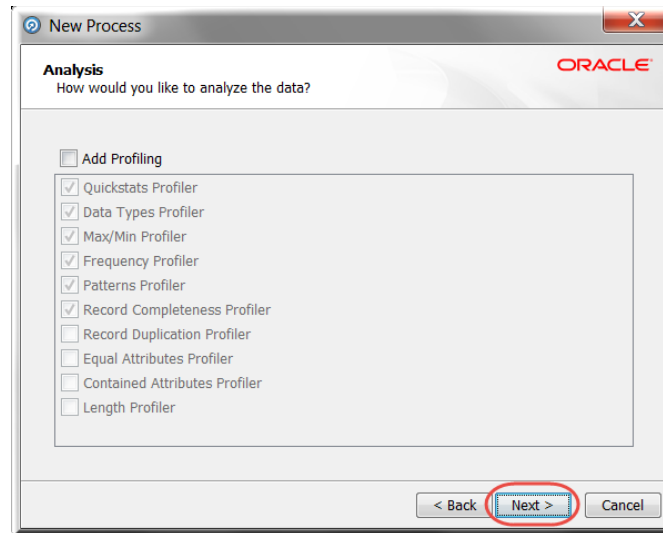 New Process
Analysis
ORACLE
How would you like to analyze the data?
Add Profiling
Quickstats Profiler
Data Types Profiler
Max/Min Profiler
Frequency Profiler
Patterns Profiler
Record Completeness Profiler
Record Duplication Profiler
Equal Attributes Profiler
Contained Attributes Profiler
Length Profiler
< Back Next > Cancel